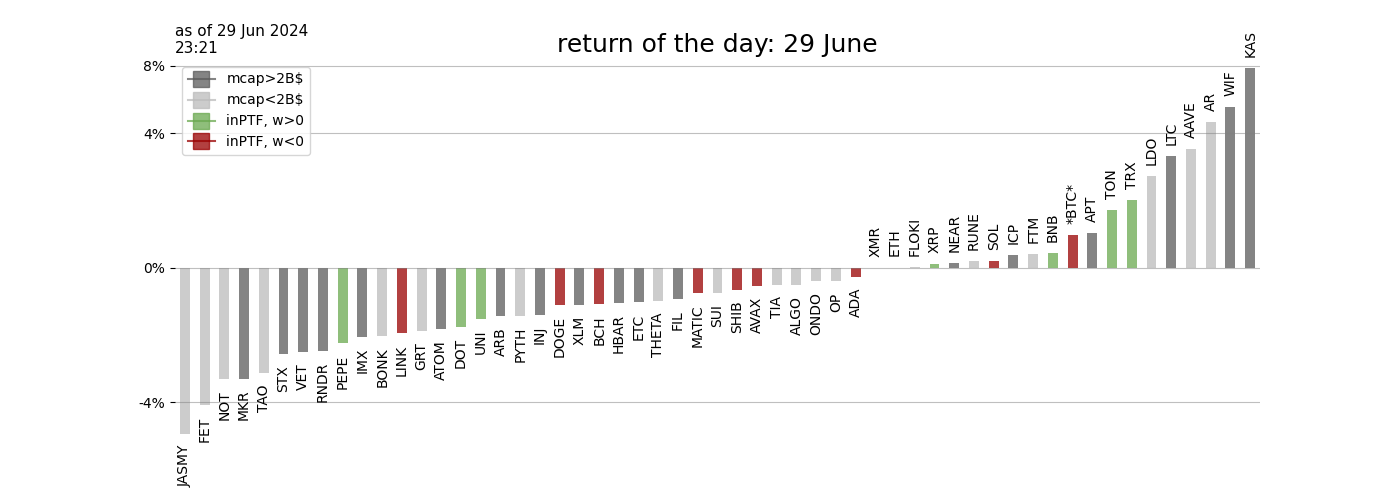 as of 29 Jun 2024
23:21
return of the day: 29 June
8%
4%
0%
-4%
mcap>2B$
mcap<2B$
inPTF, w>0
inPTF, w<0
JASMY
FET
NOT
MKR
TAO
STX
VET
RNDR
PEPE
IMX
BONK
LINK
GRT
ATOM
DOT
UNI
ARB
PYTH
INJ
DOGE
XLM
BCH
HBAR
ETC
THETA
FIL
MATIC
SUI
SHIB
AVAX
TIA
ALGO
ONDO
OP
ADA
XMR
ETH
FLOKI
XRP
NEAR
RUNE
SOL
ICP
FTM
BNB
*BTC*
APT
TON
TRX
LDO
LTC
AAVE
AR
WIF
KAS